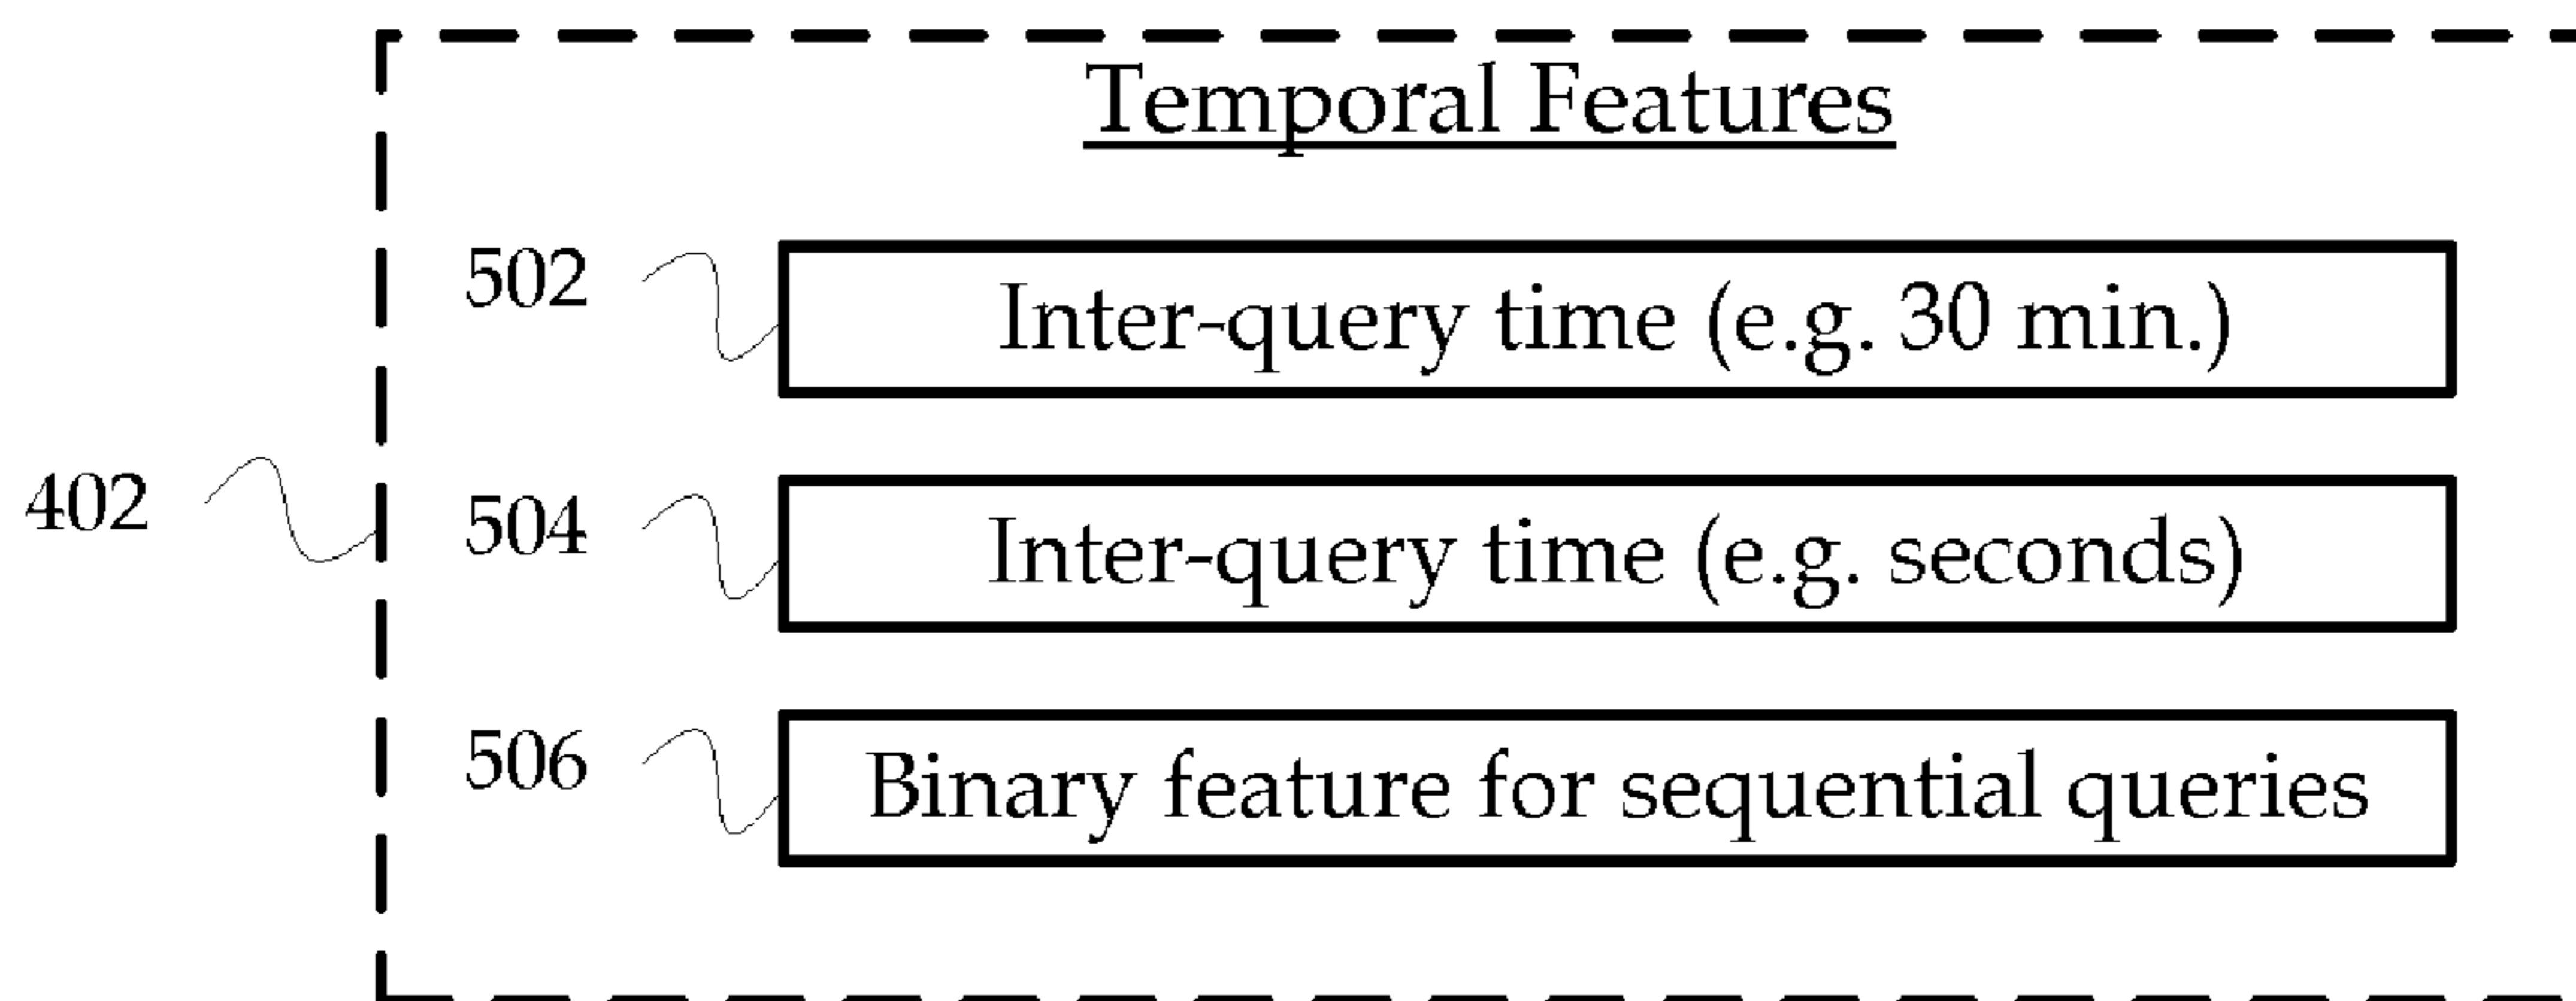 Temporal Features
502 Inter-query time (e.g. 30 min.)
402
504 Inter-query time (e.g. seconds)
506 Binary feature for sequential queries